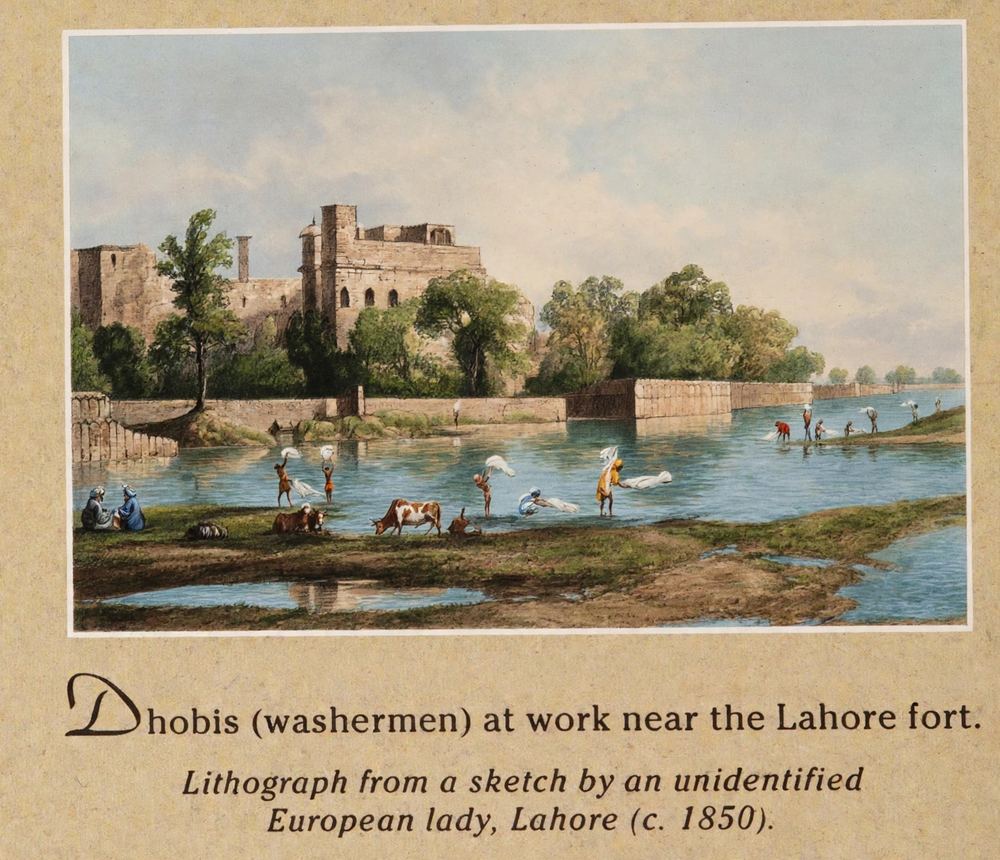 Dhobis (washermen) at work near the Lahore fort.
Lithograph from a sketch by an unidentified
European lady, Lahore (c. 1850).